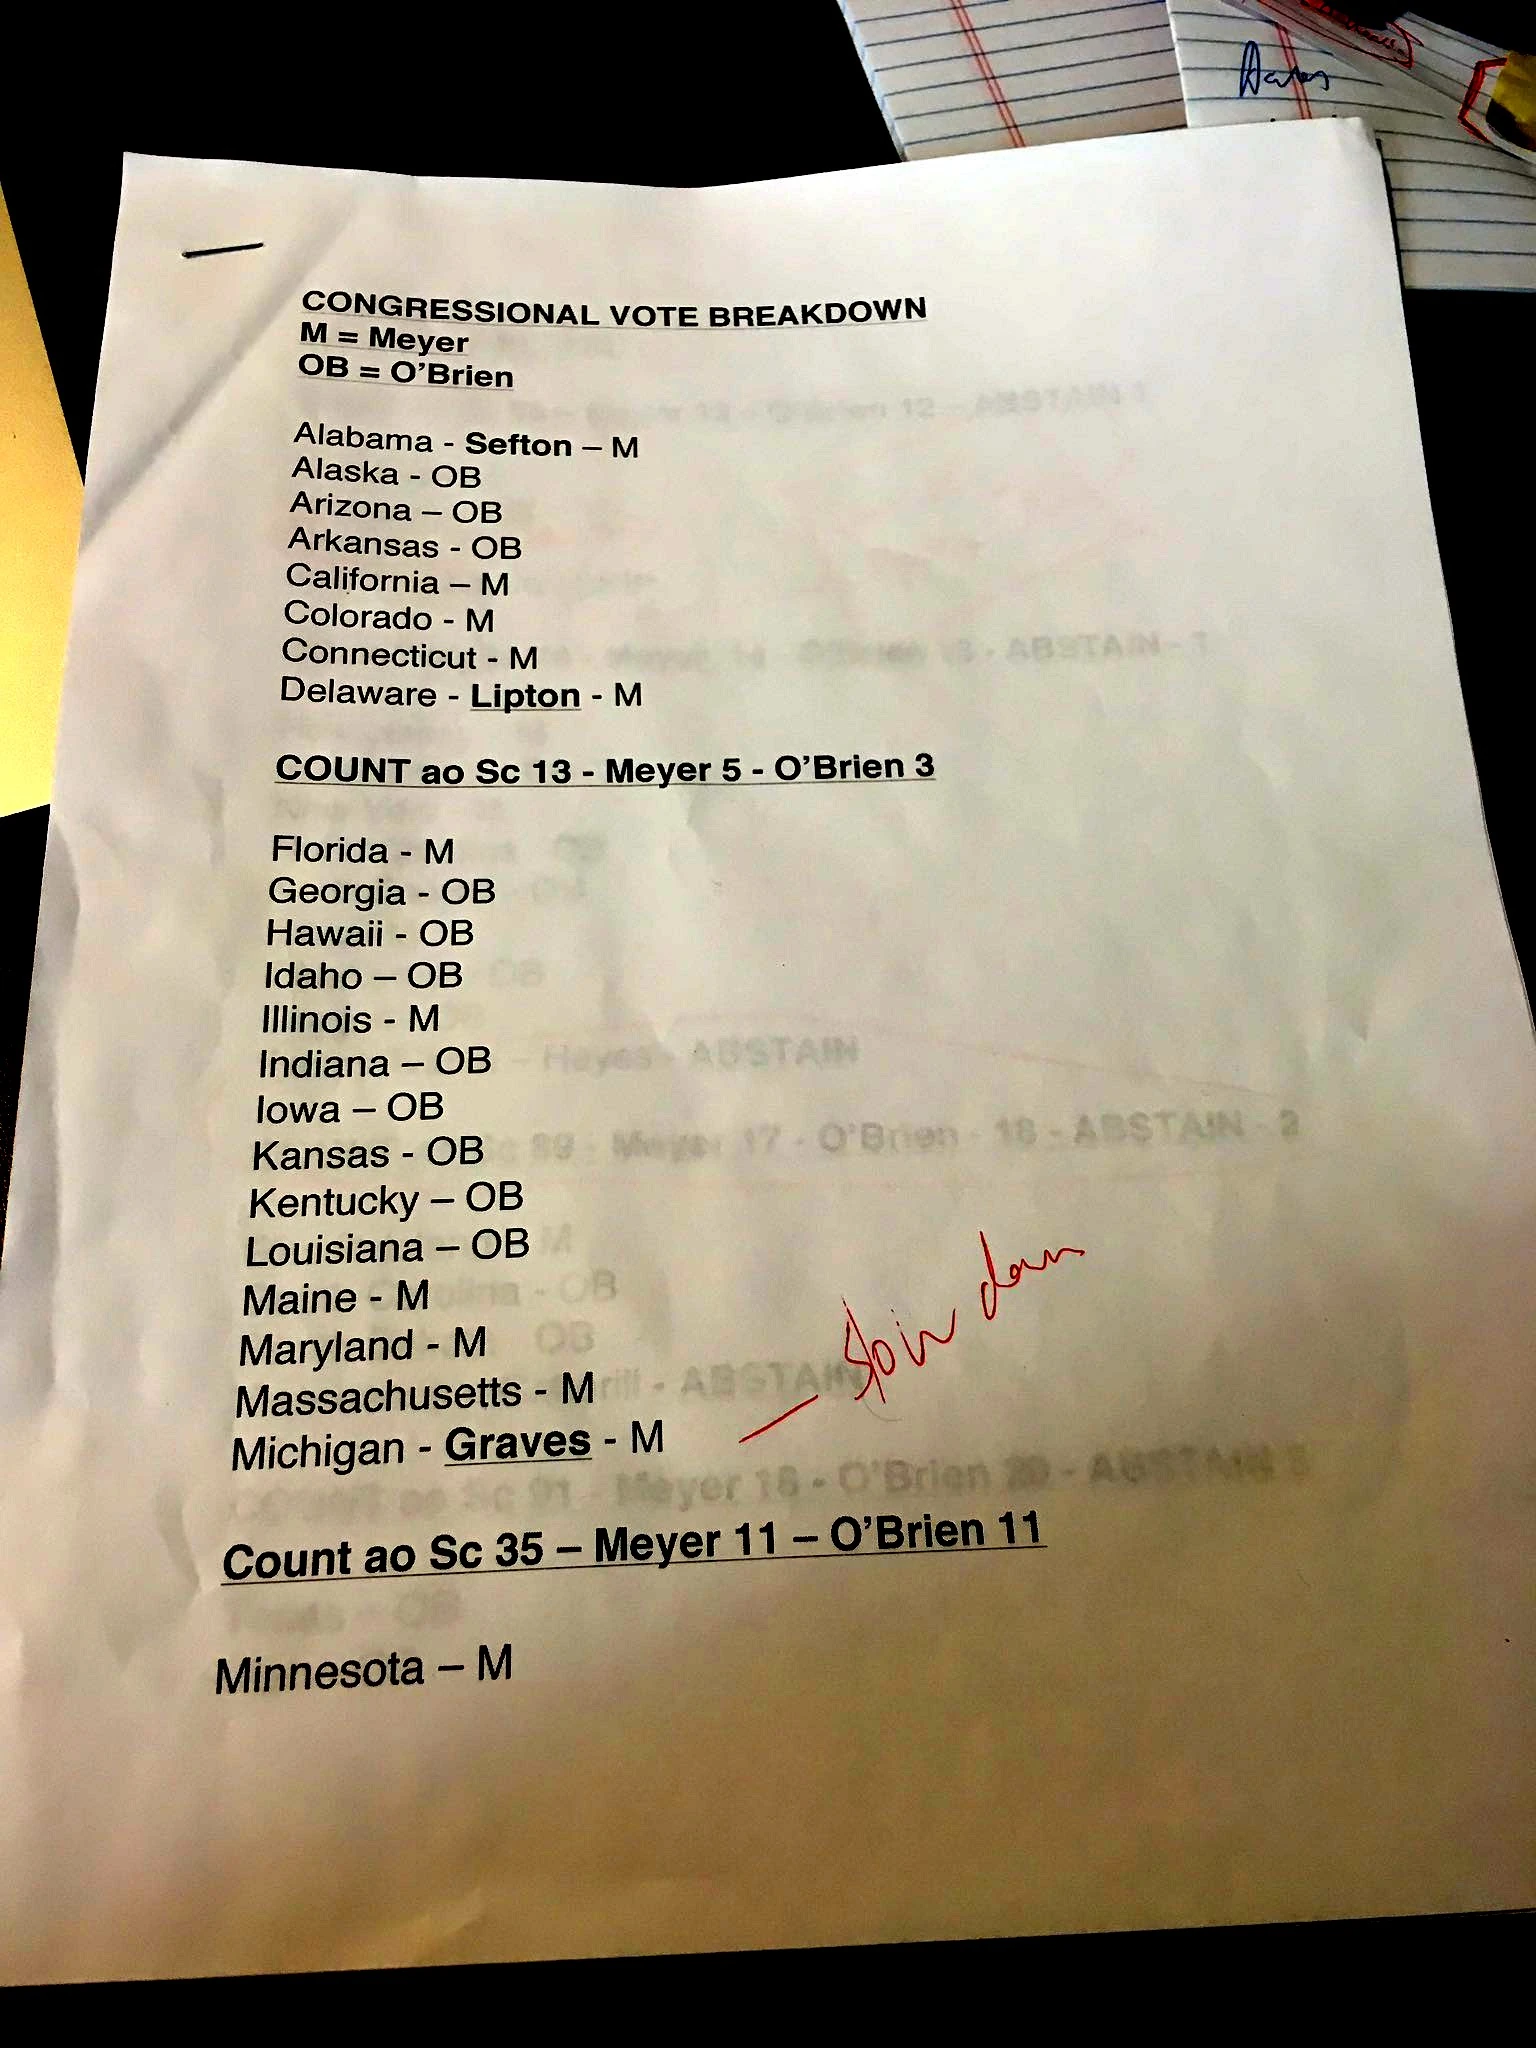 CONGRESSIONAL VOTE BREAKDOWN
M = Meyer
OB = O'Brien
Alabama - Sefton – M
Alaska - OB
Arizona – OB
Arkansas - OB
California – M
Colorado - M
Connecticut - M
Delaware - Lipton - M
COUNT ao Sc 13 - Meyer 5 - O'Brien 3
Florida - M
Georgia - OB
Hawaii - OB
Idaho – OB
Illinois - M
Indiana – OB
Iowa – OB
Kansas - OB
Kentucky – OB
Louisiana – OB
Maine - M
Maryland - M
Massachusetts - M
Michigan - Graves - M
Count ao Sc 35 – Meyer 11 – O'Brien 11
Minnesota – M